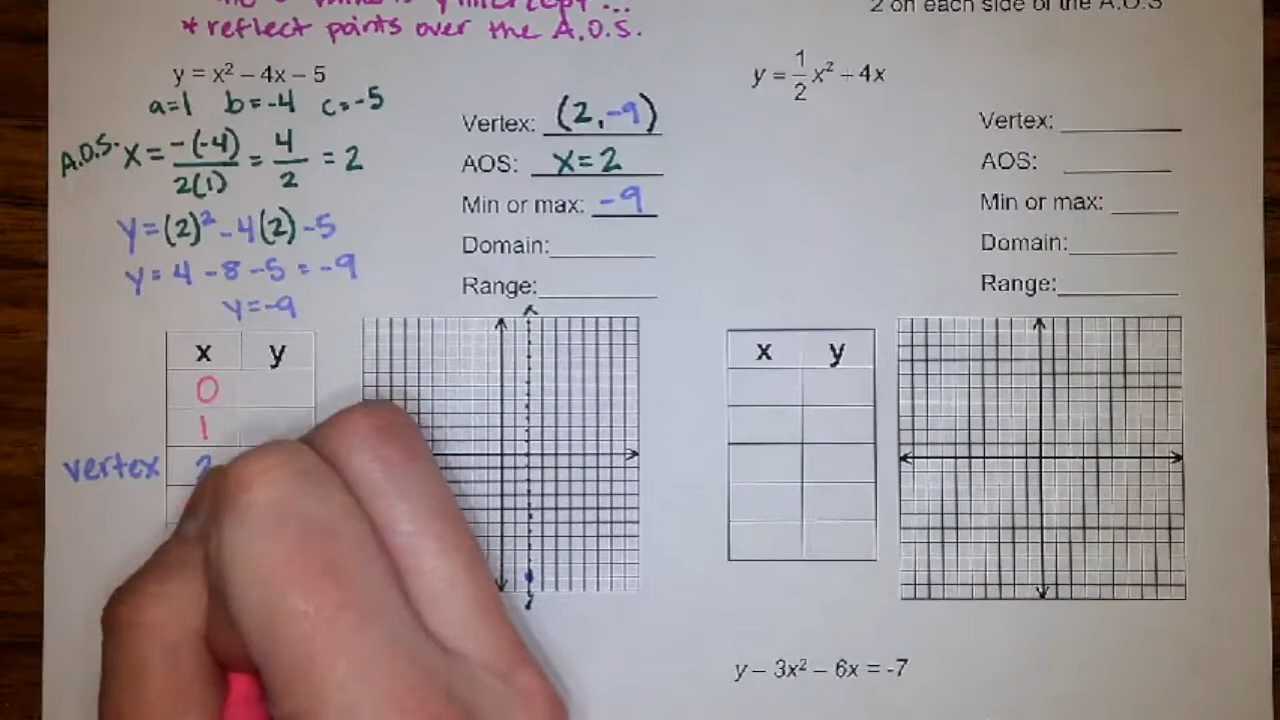 * reflect points over the A.O.S.
2 on each side of the A.O.S
y = x² – 4x – 5
a=1 b=-4 c=-5
A.O.S. x = -(-4)/2(1) = 4/2 = 2
y=(2)² -4(2)-5
y= 4 -8 -5 = -9
y=-9
Vertex: (2,-9)
AOS: x=2
Min or max: -9
Domain:
Range:
x y
0
1
vertex 2
y = 1/2 x² – 4x
Vertex:
AOS:
Min or max:
Domain:
Range:
x y
y – 3x² – 6x = -7